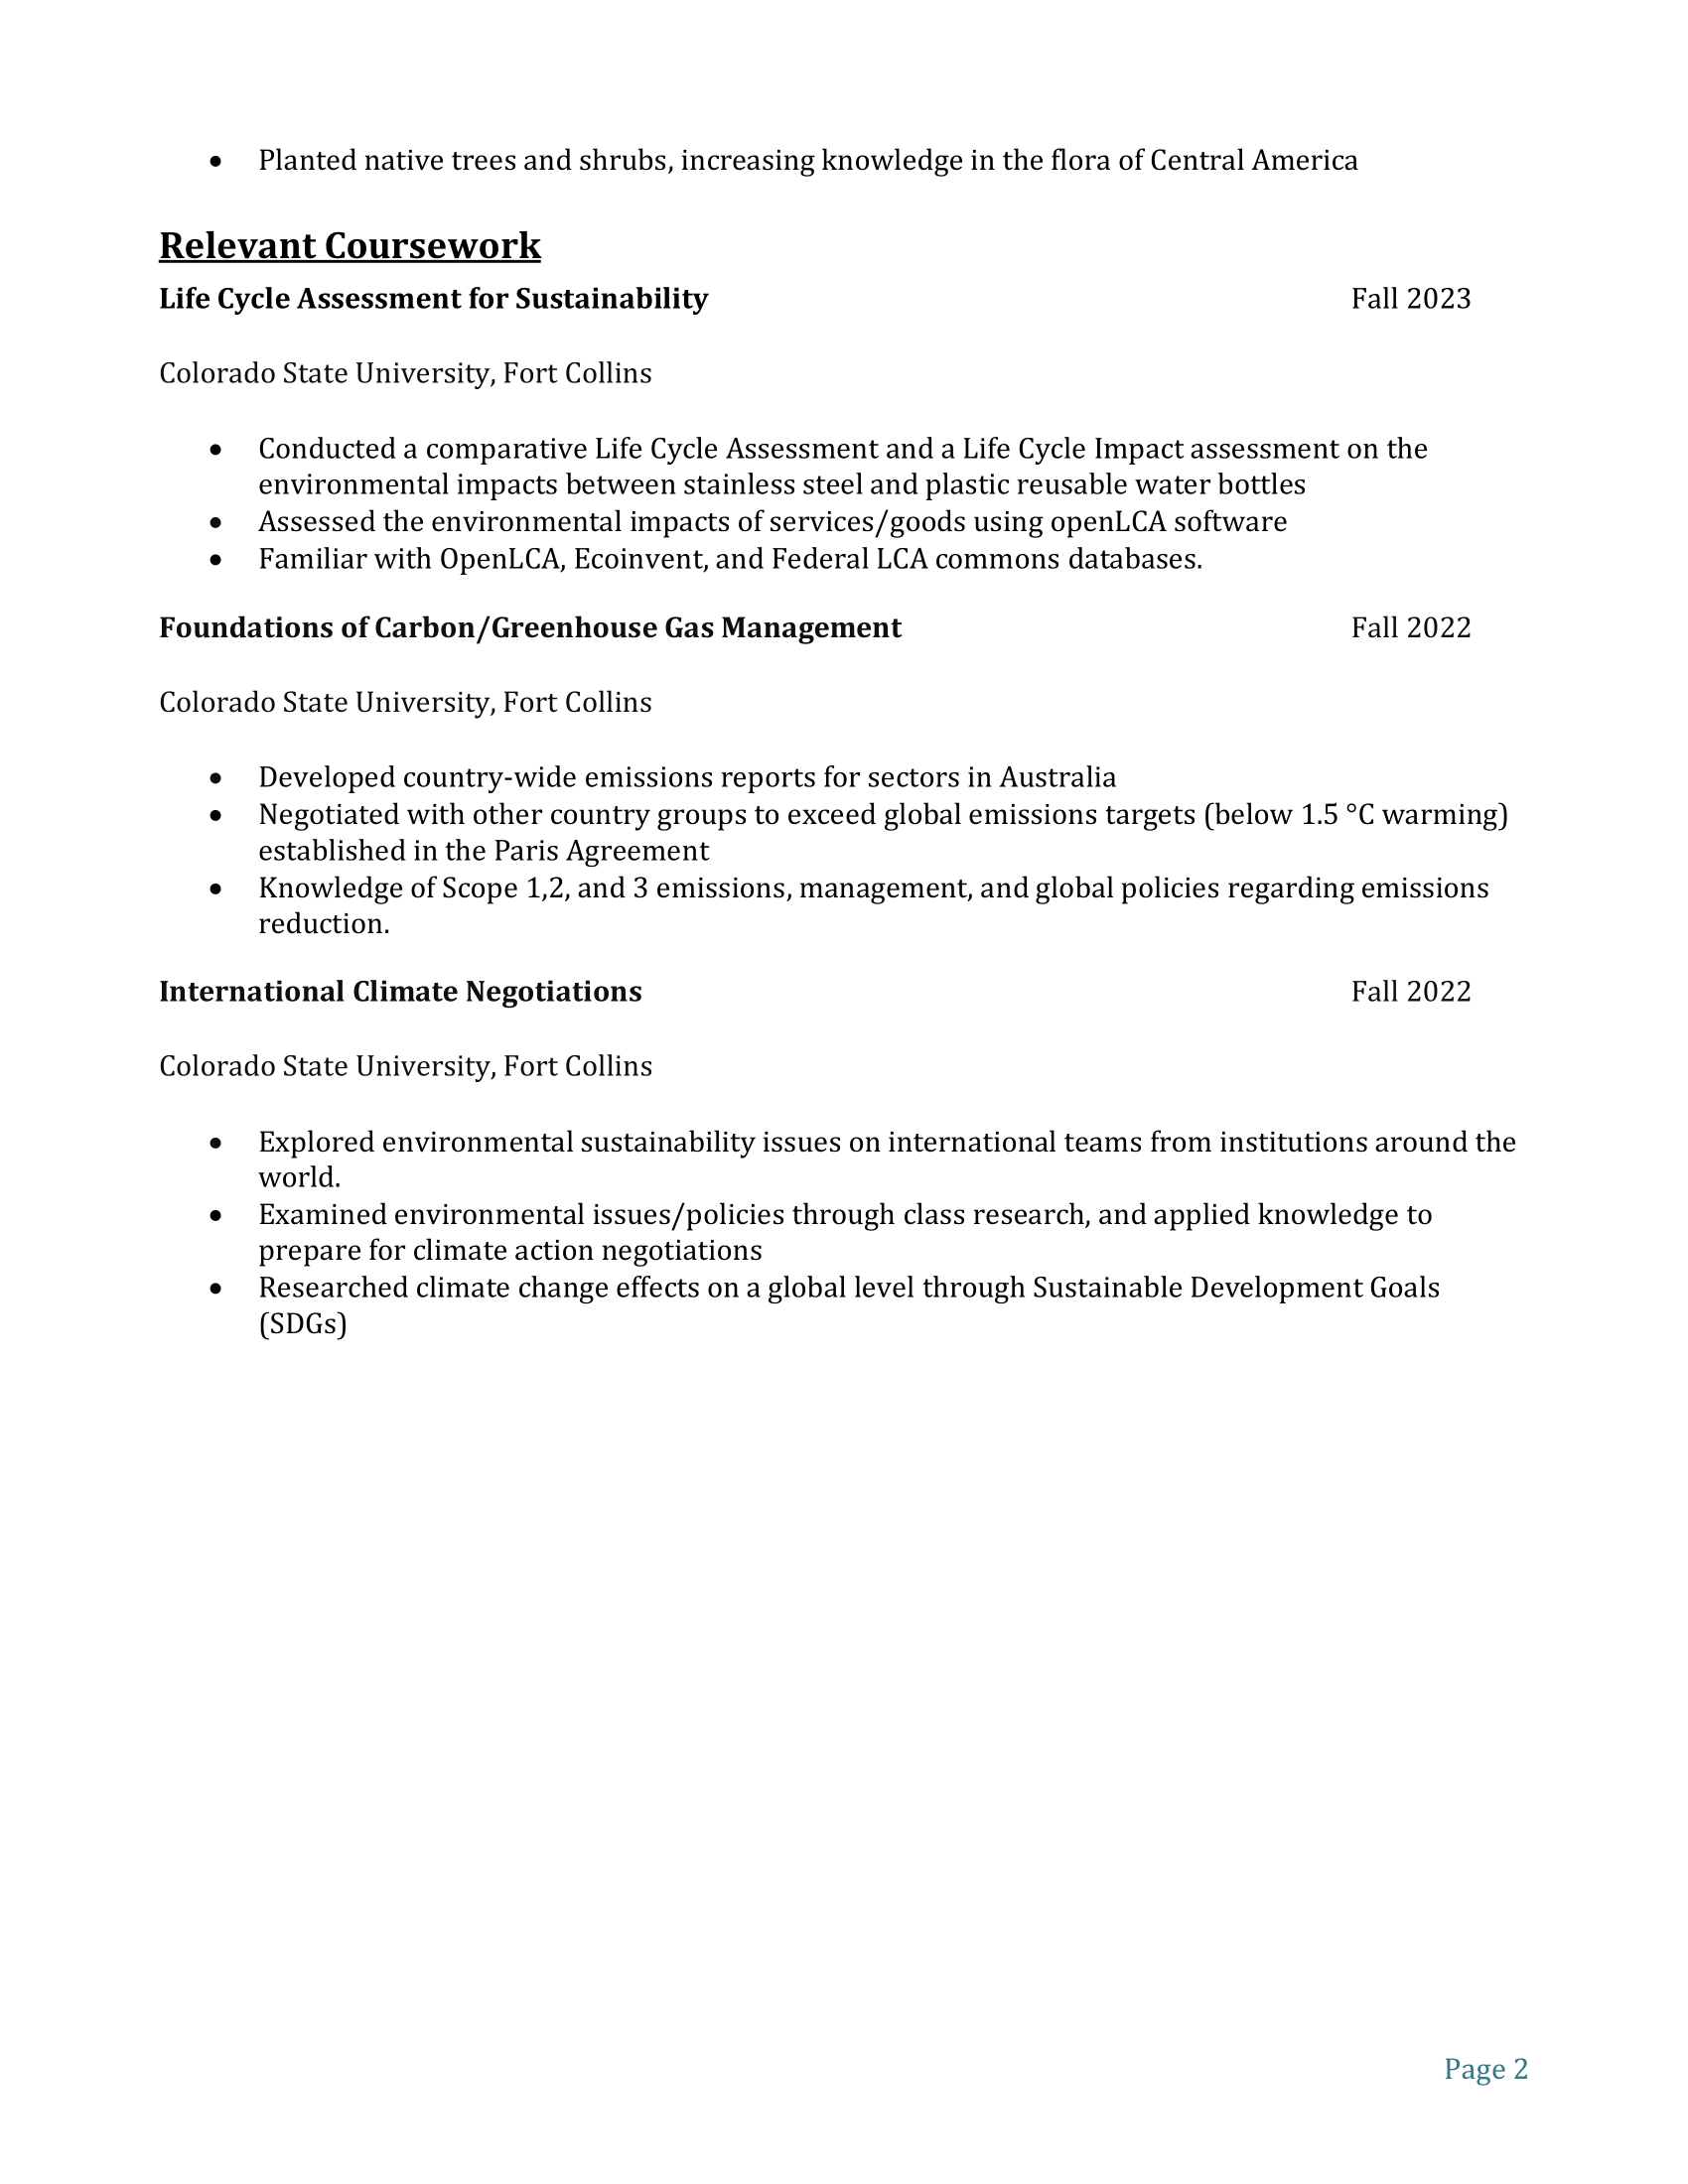 • Planted native trees and shrubs, increasing knowledge in the flora of Central America
Relevant Coursework
Life Cycle Assessment for Sustainability Fall 2023
Colorado State University, Fort Collins
• Conducted a comparative Life Cycle Assessment and a Life Cycle Impact assessment on the
environmental impacts between stainless steel and plastic reusable water bottles
• Assessed the environmental impacts of services/goods using openLCA software
• Familiar with OpenLCA, Ecoinvent, and Federal LCA commons databases.
Foundations of Carbon/Greenhouse Gas Management Fall 2022
Colorado State University, Fort Collins
• Developed country-wide emissions reports for sectors in Australia
• Negotiated with other country groups to exceed global emissions targets (below 1.5 °C warming)
established in the Paris Agreement
• Knowledge of Scope 1,2, and 3 emissions, management, and global policies regarding emissions
reduction.
International Climate Negotiations Fall 2022
Colorado State University, Fort Collins
• Explored environmental sustainability issues on international teams from institutions around the
world.
• Examined environmental issues/policies through class research, and applied knowledge to
prepare for climate action negotiations
• Researched climate change effects on a global level through Sustainable Development Goals
(SDGs)
Page 2